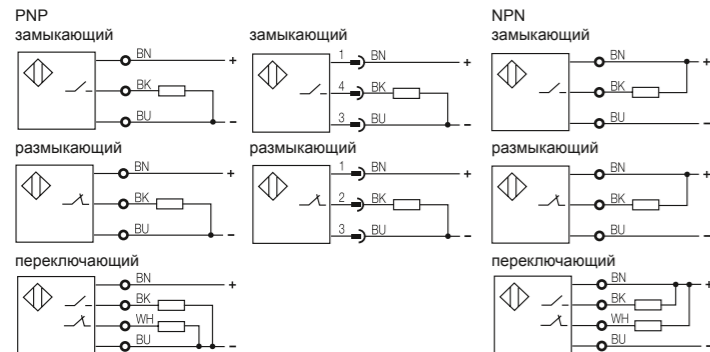 PNP
замыкающий
BN
+
BK
BU
−
замыкающий
1 BN
+
4 BK
3 BU
−
NPN
замыкающий
BN
+
BK
BU
−
размыкающий
BN
+
BK
BU
−
размыкающий
1 BN
+
2 BK
3 BU
−
размыкающий
BN
+
BK
BU
−
переключающий
BN
+
BK
WH
BU
−
переключающий
BN
+
BK
WH
BU
−